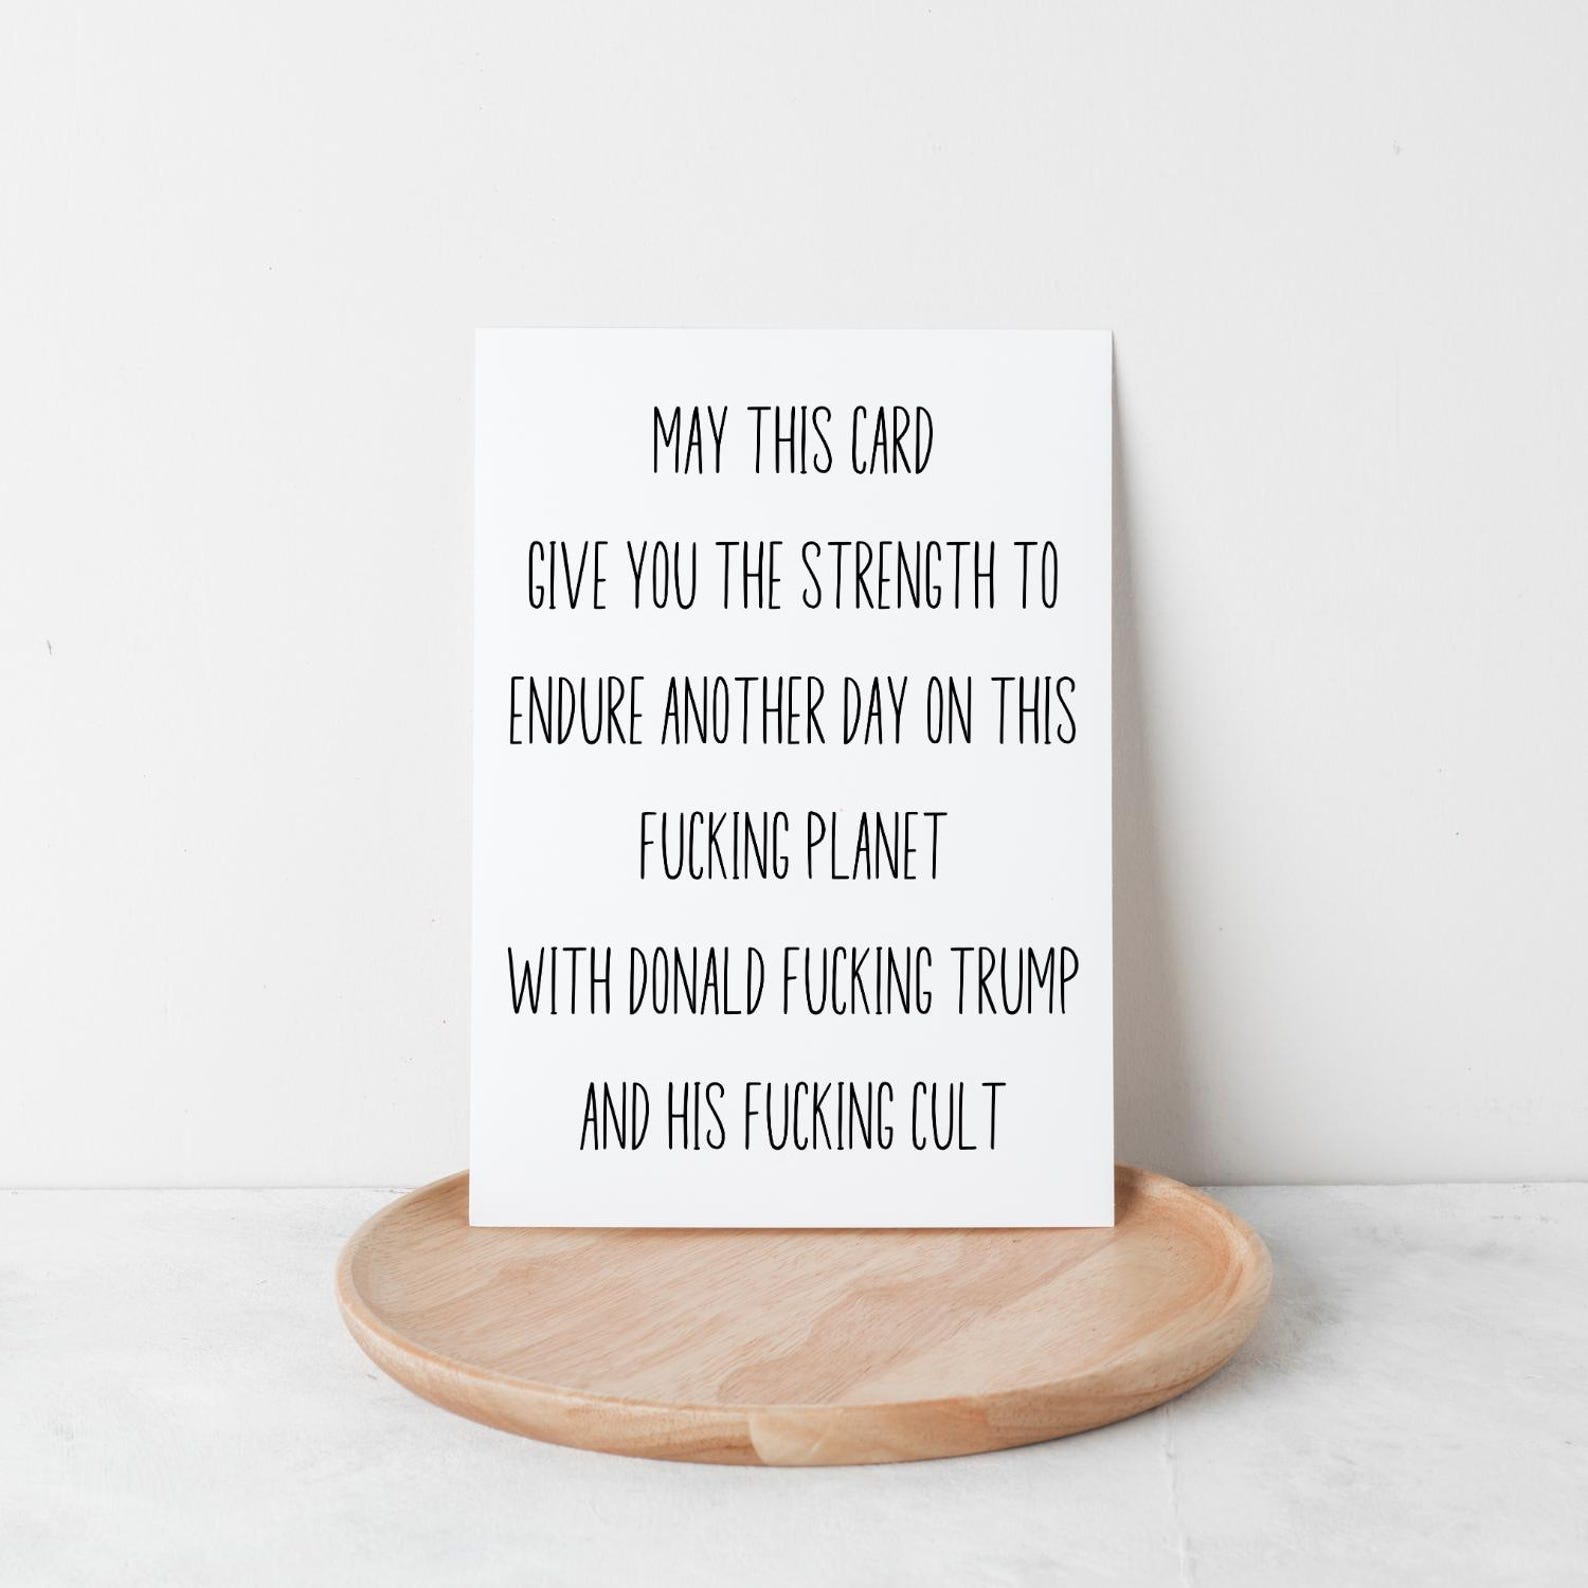 MAY THIS CARD
GIVE YOU THE STRENGTH TO
ENDURE ANOTHER DAY ON THIS
FUCKING PLANET
WITH DONALD FUCKING TRUMP
AND HIS FUCKING CULT